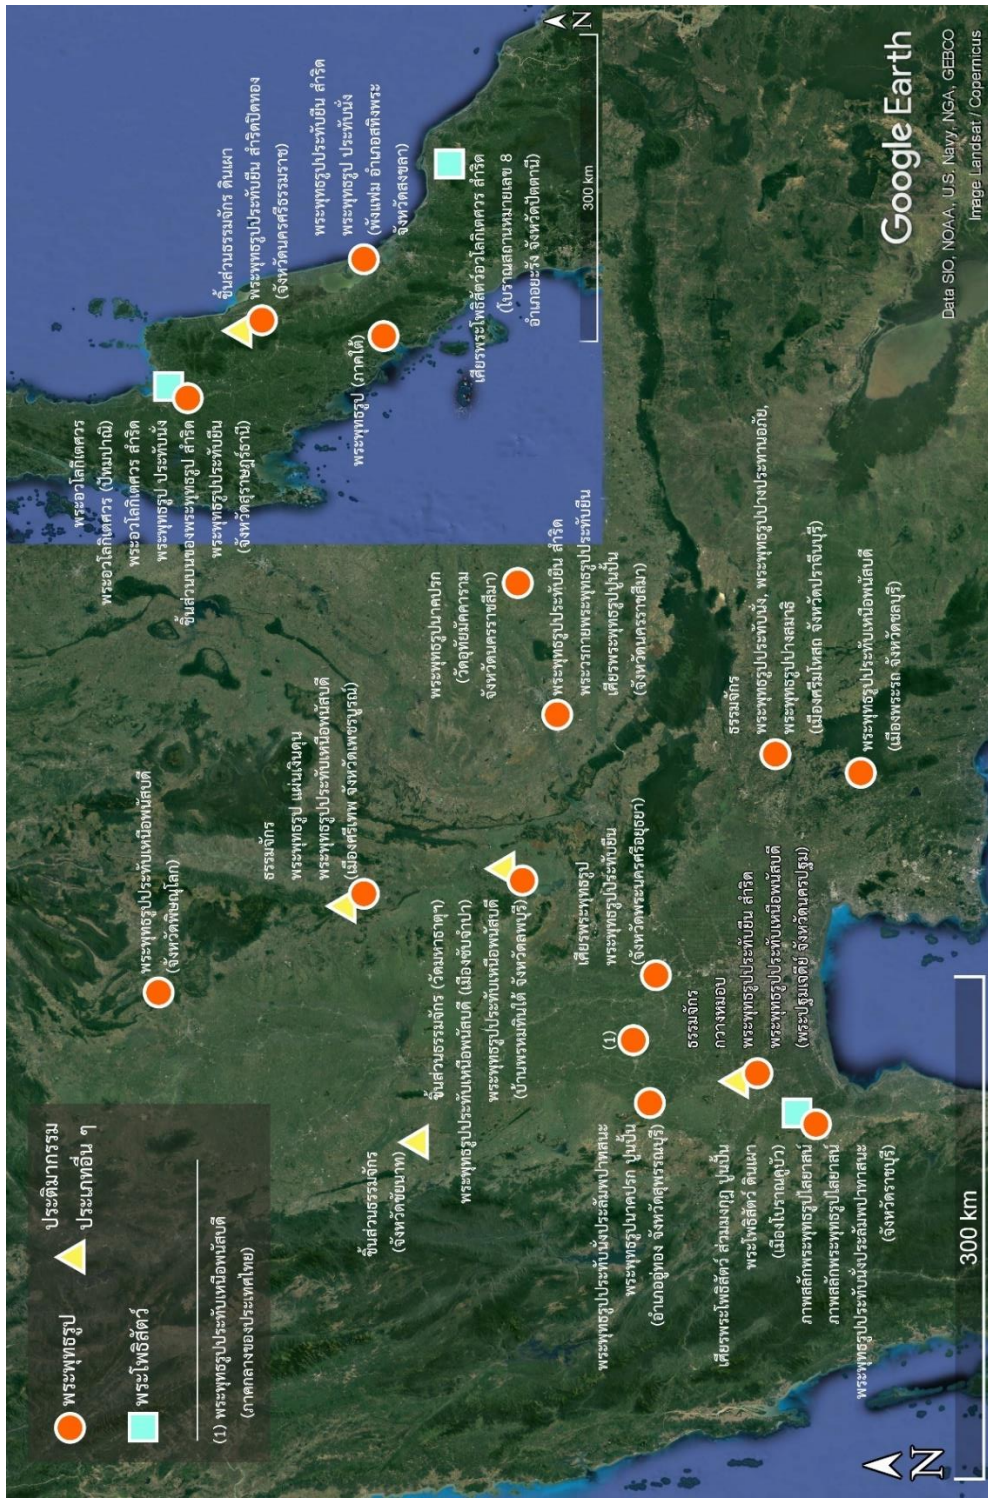 พระพุทธรูป
ประติมากรรม
ประเภทอื่น ๆ
พระโพธิสัตว์
(1) พระพุทธรูปประทับเหนือพนัสบดี
(ภาคกลางของประเทศไทย)
พระพุทธรูปประทับเหนือพนัสบดี
(จังหวัดพิษณุโลก)
ธรรมจักร
พระพุทธรูป แผ่นเงินดุน
พระพุทธรูปประทับเหนือพนัสบดี
(เมืองศรีเทพ จังหวัดเพชรบูรณ์)
ชิ้นส่วนธรรมจักร
(จังหวัดชัยนาท)
ชิ้นส่วนธรรมจักร (วัดมหาธาตุฯ)
พระพุทธรูปประทับเหนือพนัสบดี (เมืองซับจำปา)
พระพุทธรูปประทับเหนือพนัสบดี
(บ้านพรหมทินใต้ จังหวัดลพบุรี)
พระพุทธรูปนาคปรก
(วัดอุทัยมัคคาราม
จังหวัดนครราชสีมา)
พระพุทธรูปประทับยืน สำริด
พระวรกายพระพุทธรูปประทับยืน
เศียรพระพุทธรูปปูนปั้น
(จังหวัดนครราชสีมา)
เศียรพระพุทธรูป
พระพุทธรูปประทับยืน
(จังหวัดพระนครศรีอยุธยา)
(1)
พระพุทธรูปประทับนั่งประลัมพปาทาสนะ
พระพุทธรูปนาคปรก ปูนปั้น
(อำเภออู่ทอง จังหวัดสุพรรณบุรี)
ธรรมจักร
กวางหมอบ
พระพุทธรูปประทับยืน สำริด
พระพุทธรูปประทับเหนือพนัสบดี
(พระปฐมเจดีย์ จังหวัดนครปฐม)
เศียรพระโพธิสัตว์ สวมมงกุฎ ปูนปั้น
พระโพธิสัตว์ ดินเผา
(เมืองโบราณคูบัว)
ภาพสลักพระพุทธรูปไสยาสน์
ภาพสลักพระพุทธรูปไสยาสน์
พระพุทธรูปประทับนั่งประลัมพปาทาสนะ
(จังหวัดราชบุรี)
ธรรมจักร
พระพุทธรูปประทับนั่ง, พระพุทธรูปปางประทานอภัย,
พระพุทธรูปปางสมาธิ
(เมืองศรีมโหสถ จังหวัดปราจีนบุรี)
พระพุทธรูปประทับเหนือพนัสบดี
(เมืองพระรถ จังหวัดชลบุรี)
พระอวโลกิเตศวร
พระอวโลกิเตศวร (ปัทมปาณิ)
พระอวโลกิเตศวร สำริด
พระพุทธรูป ประทับนั่ง
ชิ้นส่วนบนของพระพุทธรูป สำริด
พระพุทธรูปประทับยืน
(จังหวัดสุราษฎร์ธานี)
ชิ้นส่วนธรรมจักร ดินเผา
พระพุทธรูปประทับยืน สำริดปิดทอง
(จังหวัดนครศรีธรรมราช)
พระพุทธรูปประทับยืน สำริด
พระพุทธรูป ประทับนั่ง
(พังแฟม อำเภอสทิงพระ
จังหวัดสงขลา)
พระพุทธรูป (ภาคใต้)
เศียรพระโพธิสัตว์อวโลกิเตศวร สำริด
(โบราณสถานหมายเลข 8
อำเภอยะรัง จังหวัดปัตตานี)
N
300 km
N
300 km
Google Earth
Data SIO, NOAA, U.S. Navy, NGA, GEBCO
Image Landsat / Copernicus